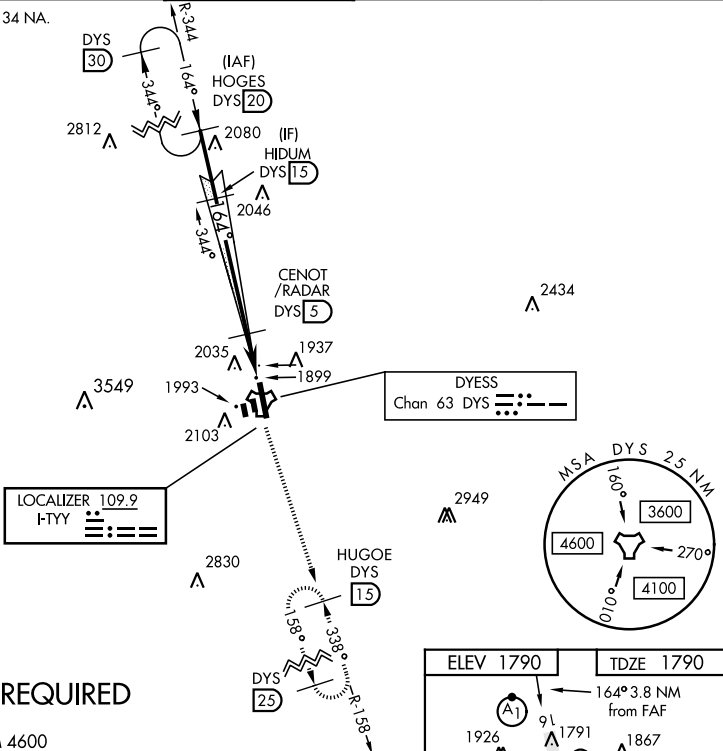 34 NA.
R-344
DYS
30
164°
344°
(IAF)
HOGES
DYS 20
2812
2080
(IF)
HIDUM
DYS 15
2046
164°
344°
CENOT
/RADAR
DYS 5
2434
2035
1937
1899
3549
1993
2103
DYESS
Chan 63 DYS
LOCALIZER 109.9
I-TYY
2949
MSA DYS 25 NM
160°
3600
4600
270°
4100
010°
2830
HUGOE
DYS
15
158°
338°
DYS
25
R-158
REQUIRED
4600
ELEV 1790
TDZE 1790
164° 3.8 NM
from FAF
A1
16
1926
1791
1867